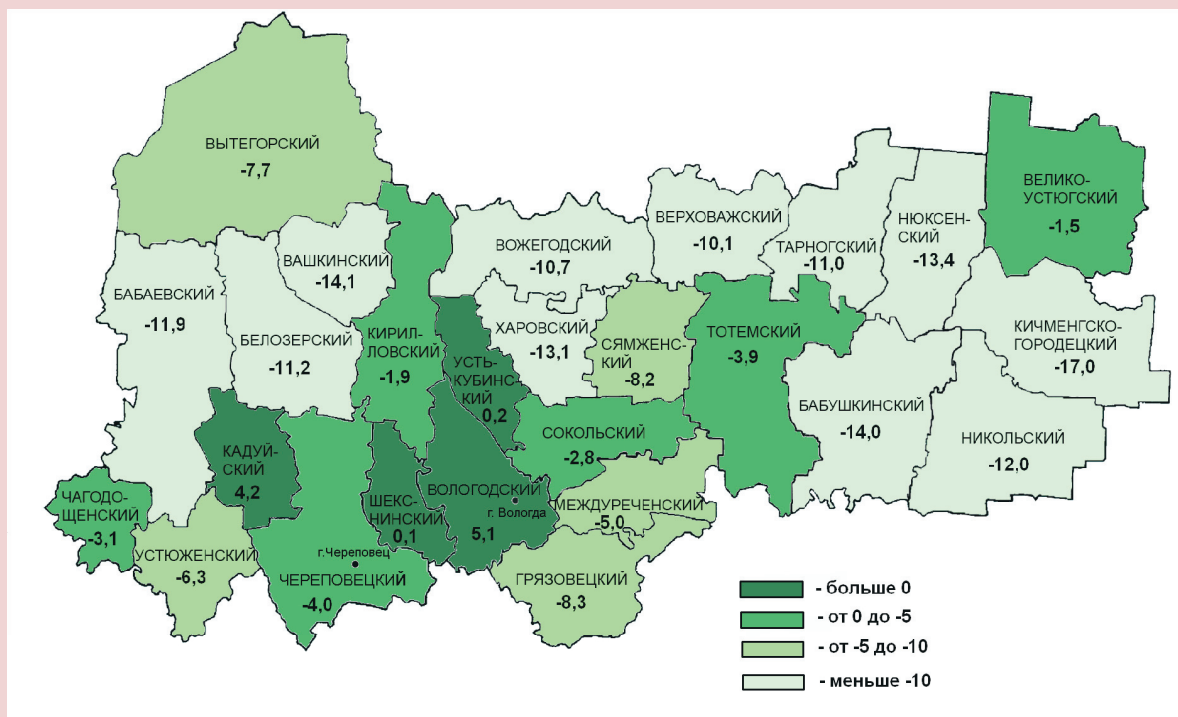 ВЫТЕГОРСКИЙ
-7,7
ВЕЛИКО-
УСТЮГСКИЙ
-1,5
ВЕРХОВАЖСКИЙ
-10,1
НЮКСЕН-
СКИЙ
-13,4
ТАРНОГСКИЙ
-11,0
ВОЖЕГОДСКИЙ
-10,7
ВАШКИНСКИЙ
-14,1
БАБАЕВСКИЙ
-11,9
БЕЛОЗЕРСКИЙ
-11,2
КИРИЛ-
ЛОВСКИЙ
-1,9
УСТЬ-
КУБИНС-
КИЙ
0,2
ХАРОВСКИЙ
-13,1
СЯМЖЕНС-
КИЙ
-8,2
ТОТЕМСКИЙ
-3,9
КИЧМЕНГСКО-
ГОРОДЕЦКИЙ
-17,0
БАБУШКИНСКИЙ
-14,0
НИКОЛЬСКИЙ
-12,0
СОКОЛЬСКИЙ
-2,8
КАДУЙ-
СКИЙ
4,2
ЧАГОДО-
ЩЕНСКИЙ
-3,1
УСТЮЖЕНСКИЙ
-6,3
г.Череповец
ЧЕРЕПОВЕЦКИЙ
-4,0
ШЕКС-
НИНСКИЙ
0,1
ВОЛОГОДСКИЙ
г. Вологда
5,1
МЕЖДУРЕЧЕНСКИЙ
-5,0
ГРЯЗОВЕЦКИЙ
-8,3
- больше 0
- от 0 до -5
- от -5 до -10
- меньше -10